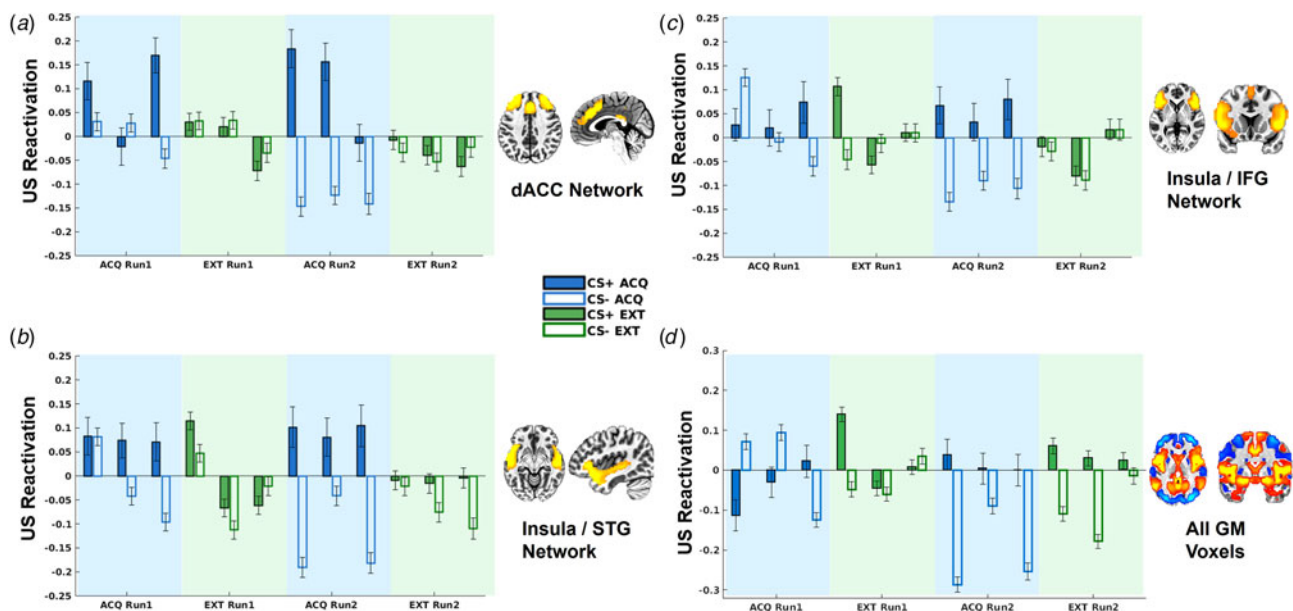 (a)
US Reactivation
0.25
0.2
0.15
0.1
0.05
0
-0.05
-0.1
-0.15
-0.2
-0.25
ACQ Run1 EXT Run1 ACQ Run2 EXT Run2
dACC Network
(c)
US Reactivation
0.25
0.2
0.15
0.1
0.05
0
-0.05
-0.1
-0.15
-0.2
-0.25
ACQ Run1 EXT Run1 ACQ Run2 EXT Run2
Insula / IFG
Network
CS+ ACQ
CS- ACQ
CS+ EXT
CS- EXT
(b)
US Reactivation
0.25
0.2
0.15
0.1
0.05
0
-0.05
-0.1
-0.15
-0.2
-0.25
ACQ Run1 EXT Run1 ACQ Run2 EXT Run2
Insula / STG
Network
(d)
US Reactivation
0.3
0.2
0.1
0
-0.1
-0.2
-0.3
ACQ Run1 EXT Run1 ACQ Run2 EXT Run2
All GM
Voxels